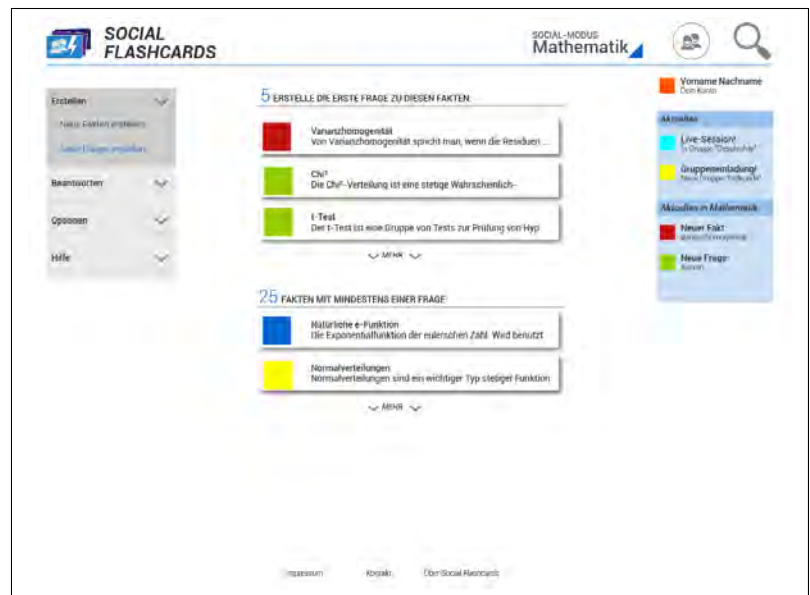 SOCIAL
FLASHCARDS
SOCIAL-MODUS
Mathematik
Erstellen
Neue Fakten erstellen
Neue Fragen erstellen
Beantworten
Optionen
Hilfe
5 ERSTELLE DIE ERSTE FRAGE ZU DIESEN FAKTEN:
Varianzhomogenität
Von Varianzhomogenität spricht man, wenn die Residuen ...
Chi²
Die Chi²-Verteilung ist eine stetige Wahrscheinlich-
t-Test
Der t-Test ist eine Gruppe von Tests zur Prüfung von Hyp
MEHR
25 FAKTEN MIT MINDESTENS EINER FRAGE
Natürliche e-Funktion
Die Exponentialfunktion der eulerschen Zahl. Wird benutzt
Normalverteilungen
Normalverteilungen sind ein wichtiger Typ stetiger Funktion
MEHR
Vorname Nachname
Dein Konto
Aktuelles
Live-Session!
In Gruppe "Geschichte"
Gruppeneinladung!
Neue Gruppe
Aktuelles in Mathematik
Neuer Fakt
Neue Frage
Impressum Kontakt Über Social Flashcards